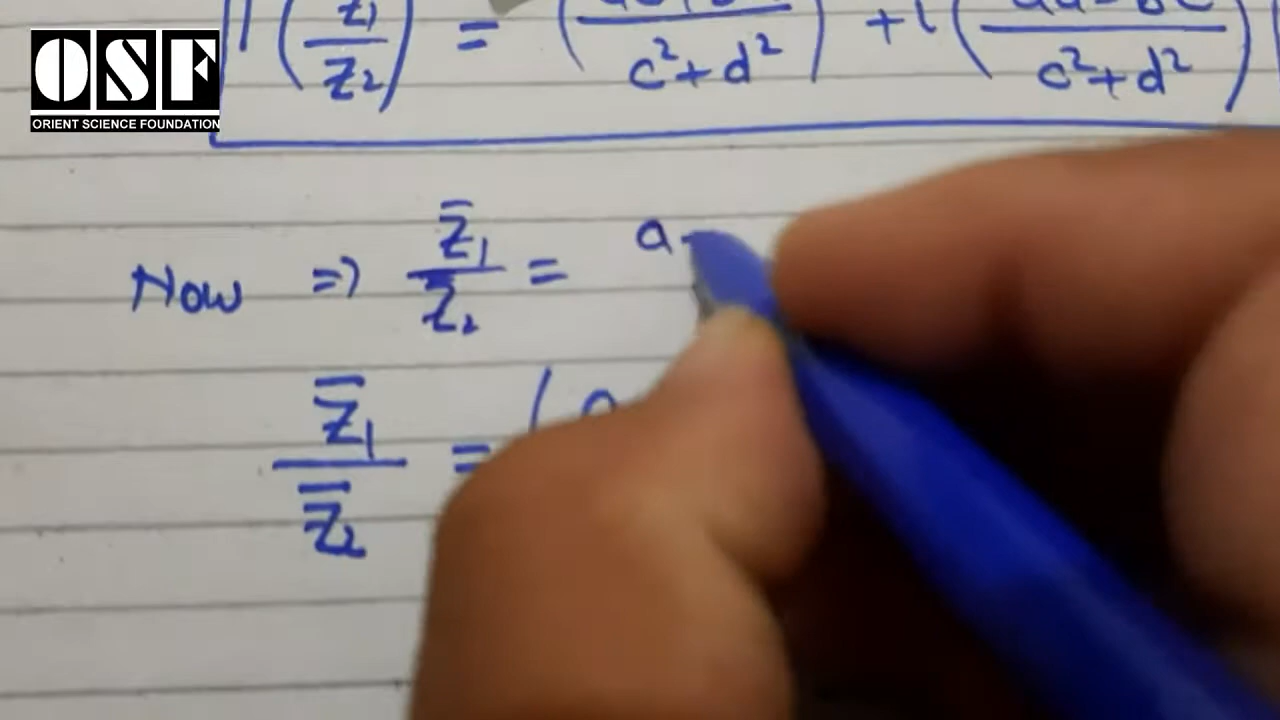 OSF
ORIENT SCIENCE FOUNDATION
(z₁/z₂) = ( /c²+d²) + i( /c²+d²)
Now ⇒ z̄₁/z̄₂ = a-
z̄₁/z̄₂ = (